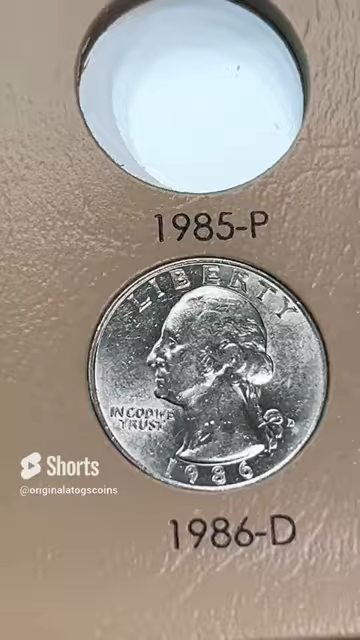 1985-P
LIBERTY
IN GOD WE
TRUST
D
1986
Shorts
@originalatogscoins
1986-D